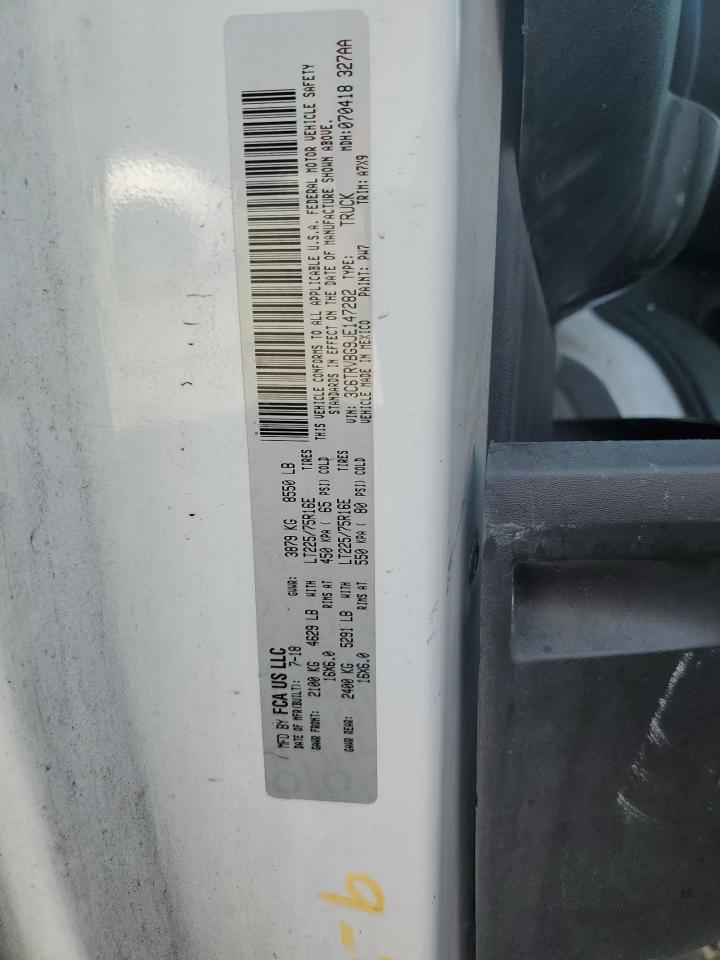 MFD BY FCA US LLC
DATE OF MFR(BUILT): 7-18 GVWR: 3879 KG 8550 LB
GAWR FRONT: 2100 KG 4629 LB WITH LT225/75R16E TIRES
16X6.0 RIMS AT 450 KPA ( 65 PSI) COLD
GAWR REAR: 2400 KG 5291 LB WITH LT225/75R16E TIRES
16X6.0 RIMS AT 550 KPA ( 80 PSI) COLD
THIS VEHICLE CONFORMS TO ALL APPLICABLE U.S.A. FEDERAL MOTOR VEHICLE SAFETY
STANDARDS IN EFFECT ON THE DATE OF MANUFACTURE SHOWN ABOVE.
VIN: 3C6TRVBG9JE147282 TYPE: TRUCK MDH:070418 327AA
VEHICLE MADE IN MEXICO PAINT: PW7 TRIM: A7X9